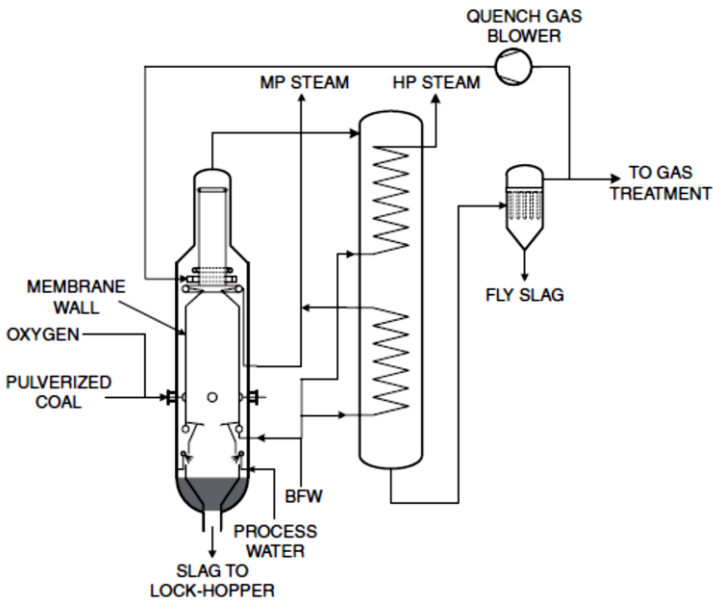 QUENCH GAS
BLOWER
MP STEAM
HP STEAM
TO GAS
TREATMENT
MEMBRANE
WALL
FLY SLAG
OXYGEN
PULVERIZED
COAL
BFW
PROCESS
WATER
SLAG TO
LOCK-HOPPER